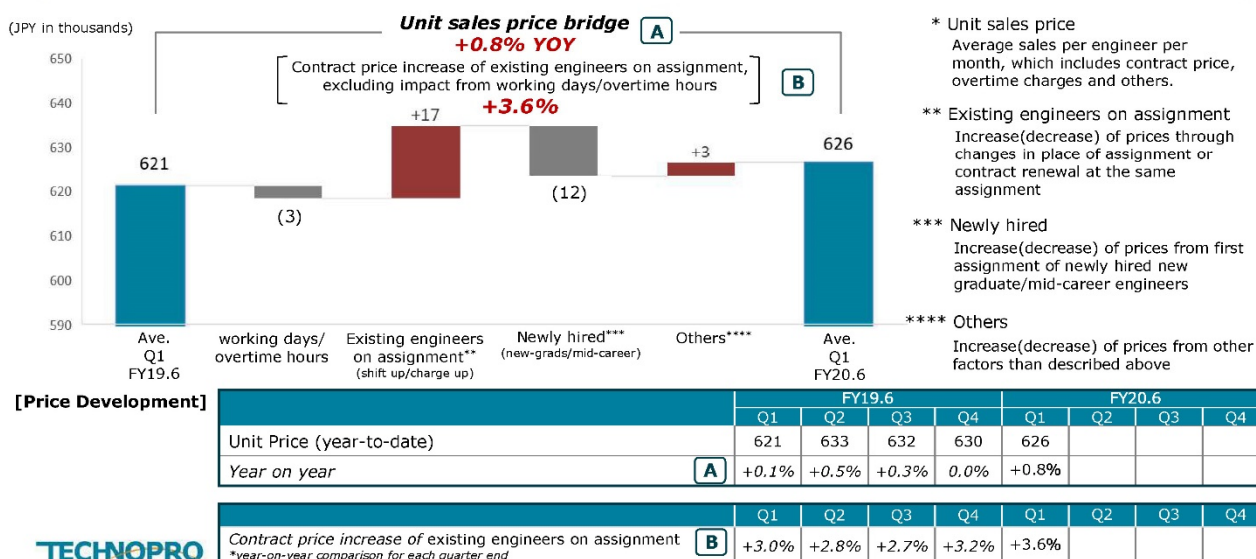 (JPY in thousands)
Unit sales price bridge A
+0.8% YOY
Contract price increase of existing engineers on assignment,
excluding impact from working days/overtime hours
B
+3.6%
650
640
630
620
610
600
590
621
(3)
+17
(12)
+3
626
Ave.
Q1
FY19.6
working days/
overtime hours
Existing engineers
on assignment**
(shift up/charge up)
Newly hired***
(new-grads/mid-career)
Others****
Ave.
Q1
FY20.6
* Unit sales price
Average sales per engineer per
month, which includes contract price,
overtime charges and others.
** Existing engineers on assignment
Increase(decrease) of prices through
changes in place of assignment or
contract renewal at the same
assignment
*** Newly hired
Increase(decrease) of prices from first
assignment of newly hired new
graduate/mid-career engineers
**** Others
Increase(decrease) of prices from other
factors than described above
[Price Development]
FY19.6 FY20.6
Q1 Q2 Q3 Q4 Q1 Q2 Q3 Q4
Unit Price (year-to-date) 621 633 632 630 626
Year on year A +0.1% +0.5% +0.3% 0.0% +0.8%
Q1 Q2 Q3 Q4 Q1 Q2 Q3 Q4
Contract price increase of existing engineers on assignment B +3.0% +2.8% +2.7% +3.2% +3.6%
*year-on-year comparison for each quarter end
TECHNOPRO